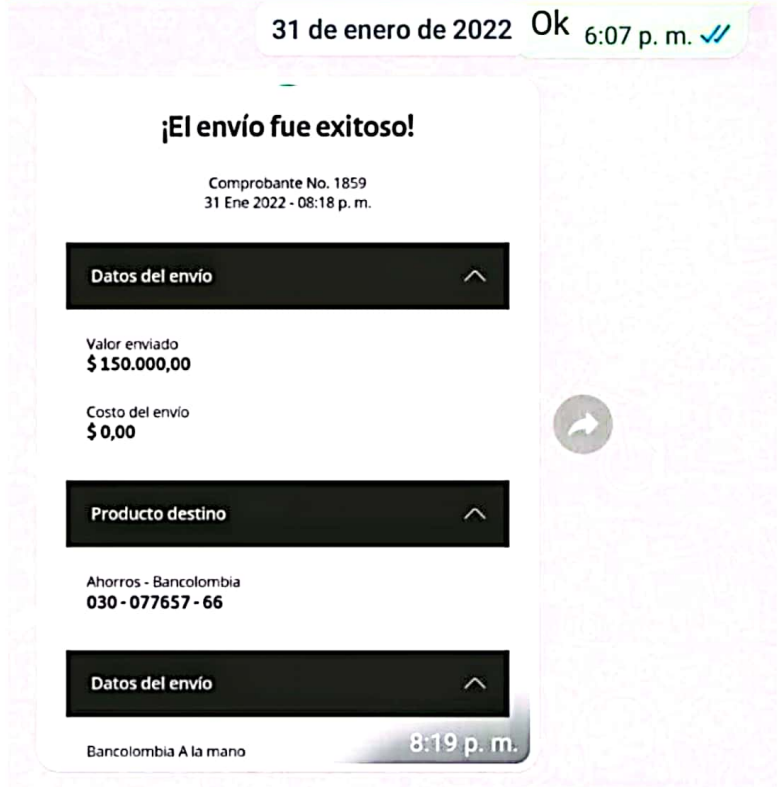 31 de enero de 2022 Ok 6:07 p. m.
¡El envío fue exitoso!
Comprobante No. 1859
31 Ene 2022 - 08:18 p. m.
Datos del envío
Valor enviado
$ 150.000,00
Costo del envío
$ 0,00
Producto destino
Ahorros - Bancolombia
030 - 077657 - 66
Datos del envío
Bancolombia A la mano
8:19 p. m.